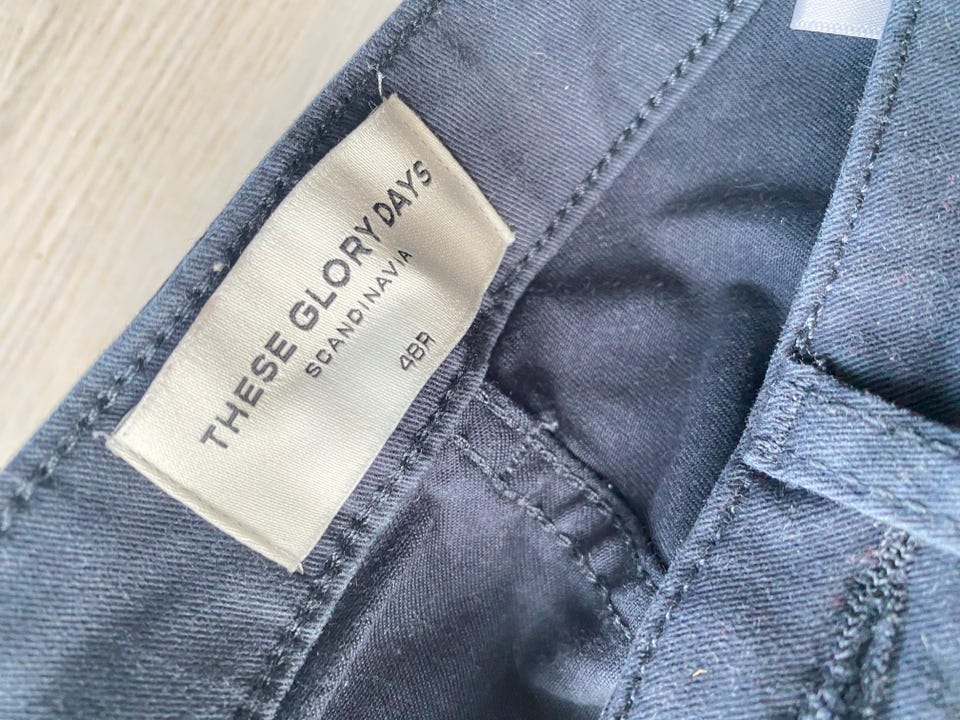 THESE GLORY DAYS
SCANDINAVIA
48R